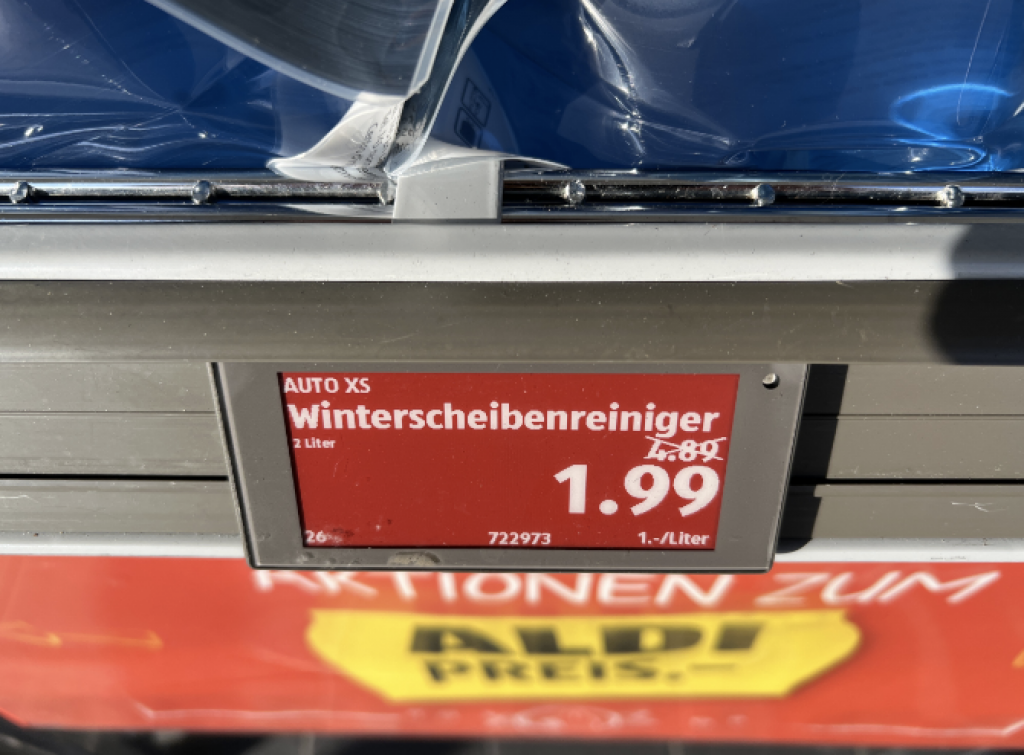 AUTO XS
Winterscheibenreiniger
2 Liter
4.89
1.99
26 722973 1.-/Liter
AKTIONEN ZUM
ALDI
PREIS.–